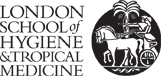 LONDON
SCHOOL of
HYGIENE
& TROPICAL
MEDICINE